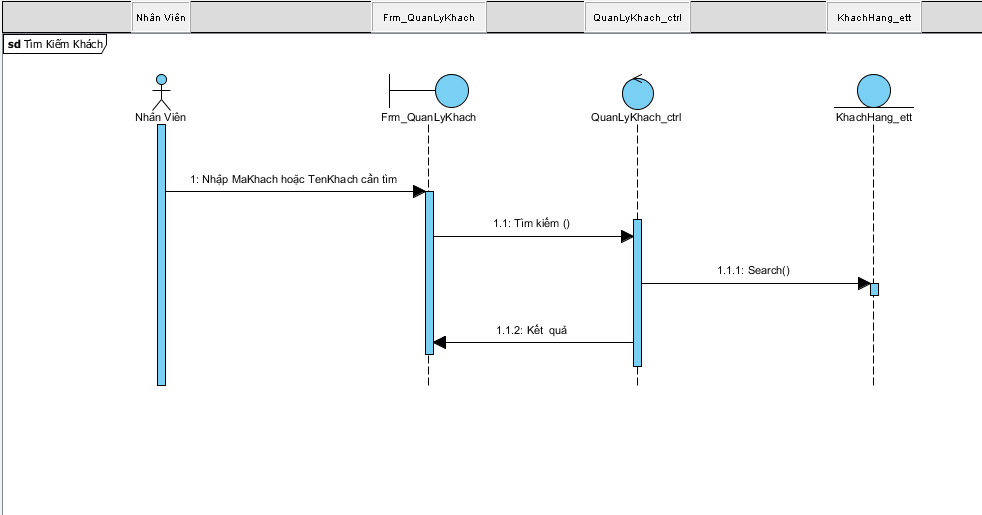 Nhân Viên
Frm_QuanLyKhach
QuanLyKhach_ctrl
KhachHang_ett
sd Tìm Kiếm Khách
Nhân Viên
Frm_QuanLyKhach
QuanLyKhach_ctrl
KhachHang_ett
1: Nhập MaKhach hoặc TenKhach cần tìm
1.1: Tìm kiếm ()
1.1.1: Search()
1.1.2: Kết quả